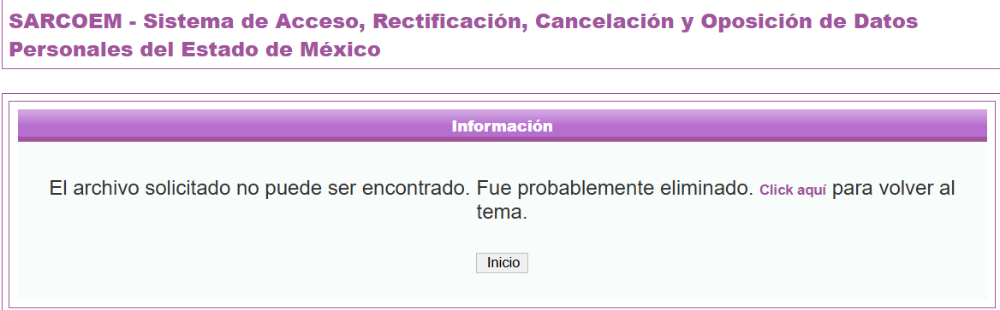 SARCOEM - Sistema de Acceso, Rectificación, Cancelación y Oposición de Datos
Personales del Estado de México
Información
El archivo solicitado no puede ser encontrado. Fue probablemente eliminado. Click aquí para volver al
tema.
Inicio